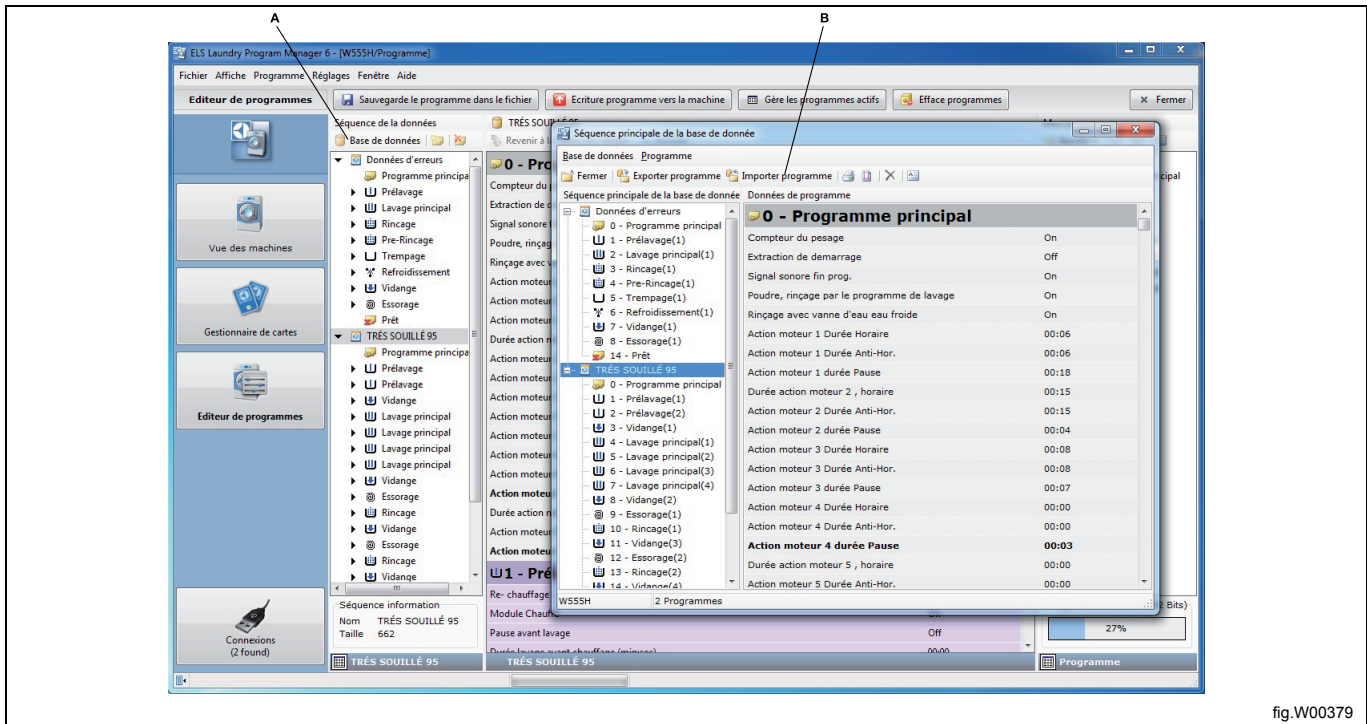 A
B
ELS Laundry Program Manager 6 - [W555H/Programme]
Fichier Affiche Programme Réglages Fenêtre Aide
Editeur de programmes
Sauvegarde le programme dans le fichier
Ecriture programme vers la machine
Gère les programmes actifs
Efface programmes
Fermer
Vue des machines
Gestionnaire de cartes
Editeur de programmes
Connexions
(2 found)
Séquence de la données
Base de données
Données d'erreurs
Programme principa
Prélavage
Lavage principal
Rincage
Pre-Rincage
Trempage
Refroidissement
Vidange
Essorage
Prêt
TRÉS SOUILLÉ 95
Programme principa
Prélavage
Prélavage
Vidange
Lavage principal
Lavage principal
Lavage principal
Lavage principal
Vidange
Essorage
Rincage
Vidange
Essorage
Rincage
Vidange
Séquence information
Nom TRÉS SOUILLÉ 95
Taille 662
TRÉS SOUILLÉ 95
TRÉS SOUILLÉ 95
Revenir à l
0 - Pro
Compteur du p
Extraction de d
Signal sonore f
Poudre, rinçag
Rinçage avec v
Action moteur
Action moteur
Action moteur
Durée action m
Action moteur
Action moteur
Action moteur
Action moteur
Action moteur
Action moteur
Action moteur
Durée action m
Action moteur
Action moteur
1 - Pré
Re- chauffage
Module Chauff
Pause avant lavage Off
Durée lavage avant chauffage (min:sec) 00:00
TRÉS SOUILLÉ 95
Séquence principale de la base de donnée
Base de données Programme
Fermer Exporter programme Importer programme
Séquence principale de la base de donnée
Données d'erreurs
0 - Programme principal
1 - Prélavage(1)
2 - Lavage principal(1)
3 - Rincage(1)
4 - Pre-Rincage(1)
5 - Trempage(1)
6 - Refroidissement(1)
7 - Vidange(1)
8 - Essorage(1)
14 - Prêt
TRÉS SOUILLÉ 95
0 - Programme principal
1 - Prélavage(1)
2 - Prélavage(2)
3 - Vidange(1)
4 - Lavage principal(1)
5 - Lavage principal(2)
6 - Lavage principal(3)
7 - Lavage principal(4)
8 - Vidange(2)
9 - Essorage(1)
10 - Rincage(1)
11 - Vidange(3)
12 - Essorage(2)
13 - Rincage(2)
14 - Vidange(4)
Données de programme
0 - Programme principal
Compteur du pesage On
Extraction de demarrage Off
Signal sonore fin prog. On
Poudre, rinçage par le programme de lavage On
Rinçage avec vanne d'eau eau froide On
Action moteur 1 Durée Horaire 00:06
Action moteur 1 Durée Anti-Hor. 00:06
Action moteur 1 durée Pause 00:18
Durée action moteur 2 , horaire 00:15
Action moteur 2 Durée Anti-Hor. 00:15
Action moteur 2 durée Pause 00:04
Action moteur 3 Durée Horaire 00:08
Action moteur 3 Durée Anti-Hor. 00:08
Action moteur 3 durée Pause 00:07
Action moteur 4 Durée Horaire 00:00
Action moteur 4 Durée Anti-Hor. 00:00
Action moteur 4 durée Pause 00:03
Durée action moteur 5 , horaire 00:00
Action moteur 5 Durée Anti-Hor. 00:00
W555H 2 Programmes
cipal
2 Bits)
27%
Programme
fig.W00379